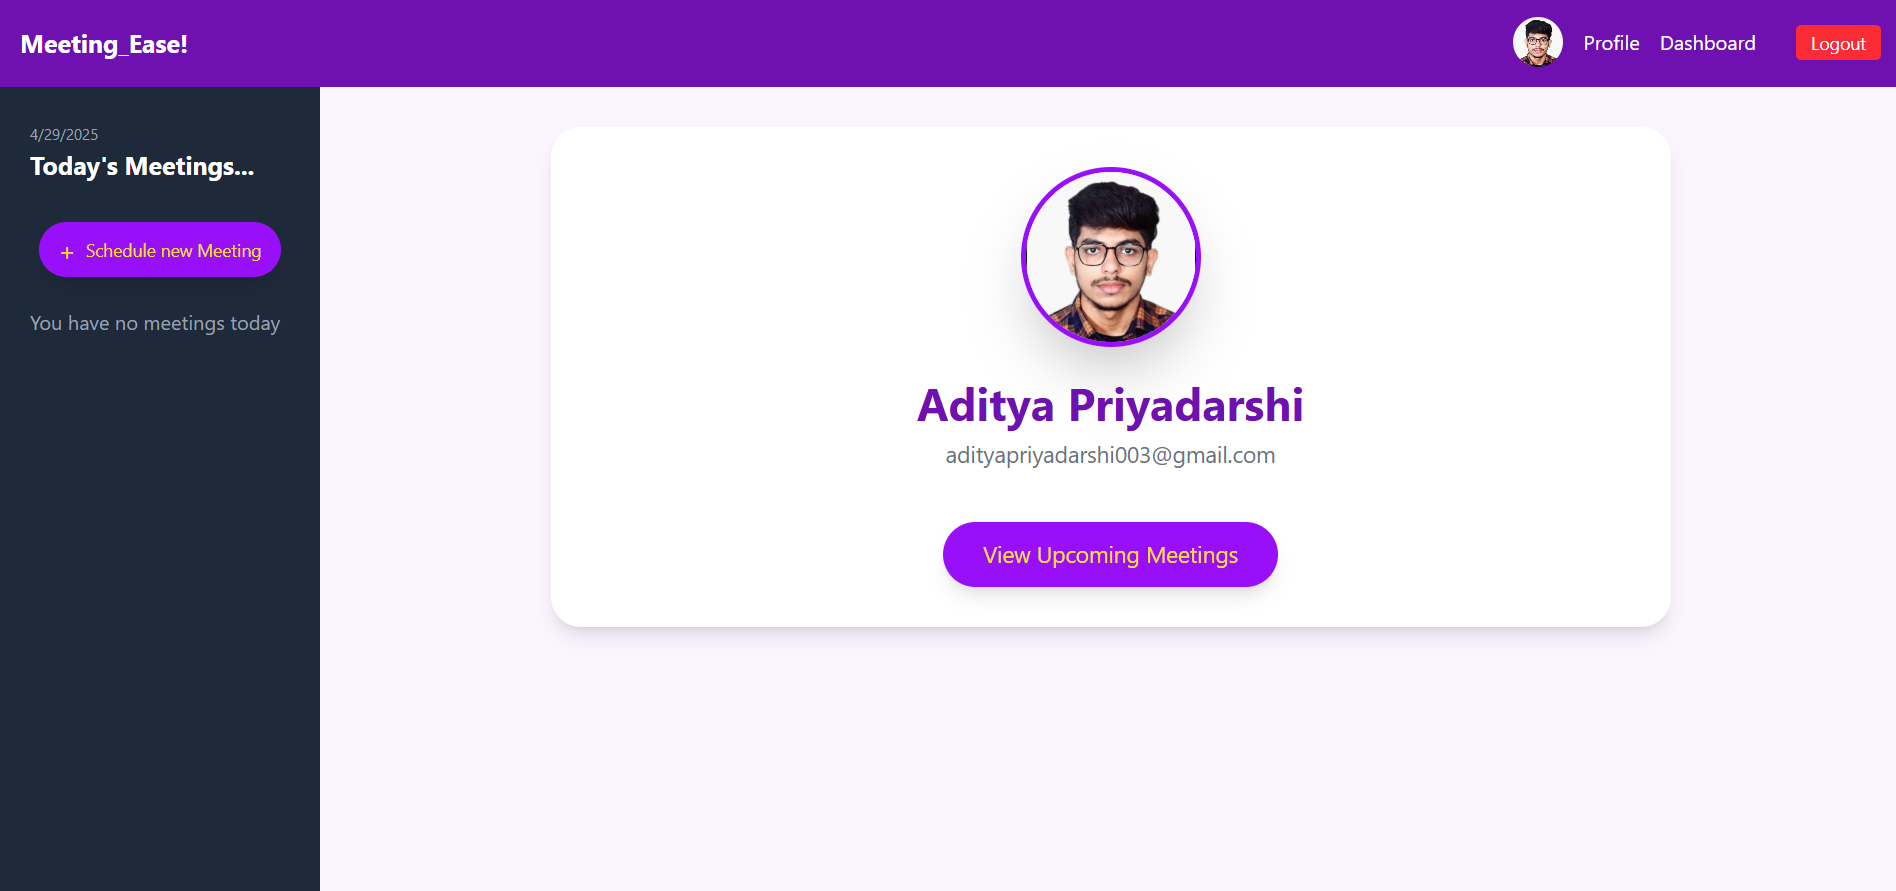 Meeting_Ease!
Profile
Dashboard
Logout
4/29/2025
Today's Meetings...
+ Schedule new Meeting
You have no meetings today
Aditya Priyadarshi
adityapriyadarshi003@gmail.com
View Upcoming Meetings